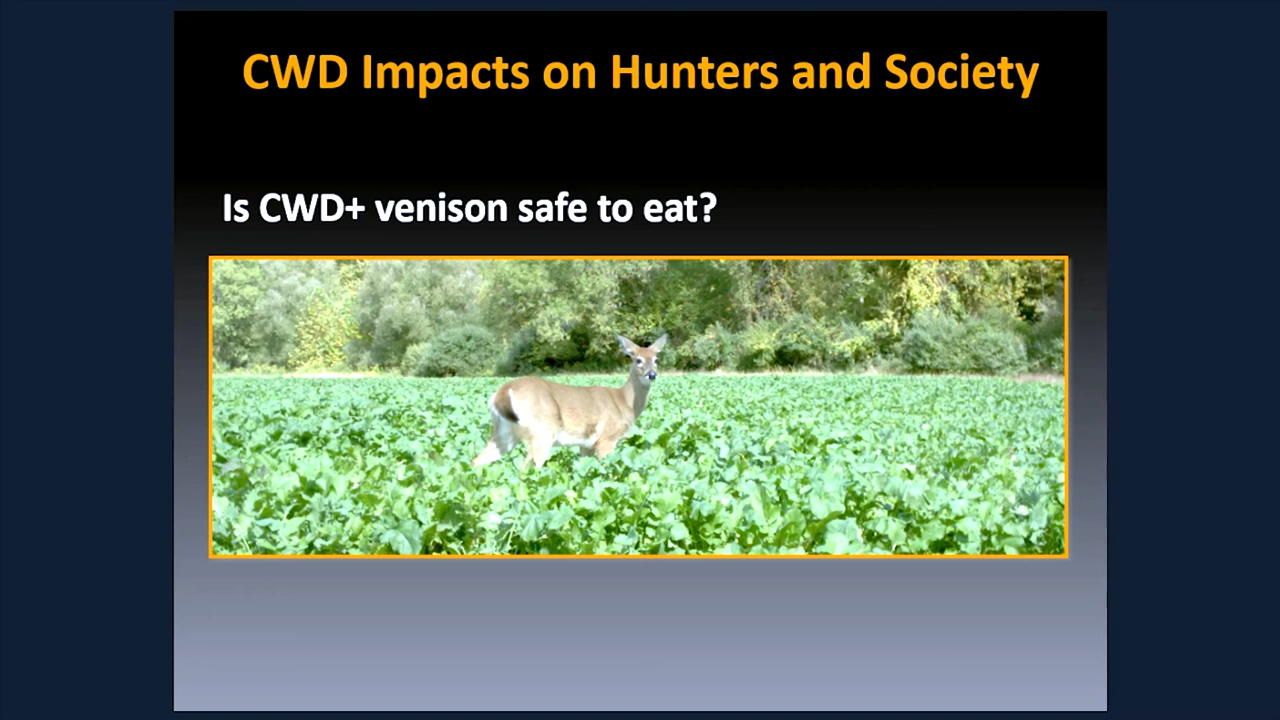 CWD Impacts on Hunters and Society
Is CWD+ venison safe to eat?